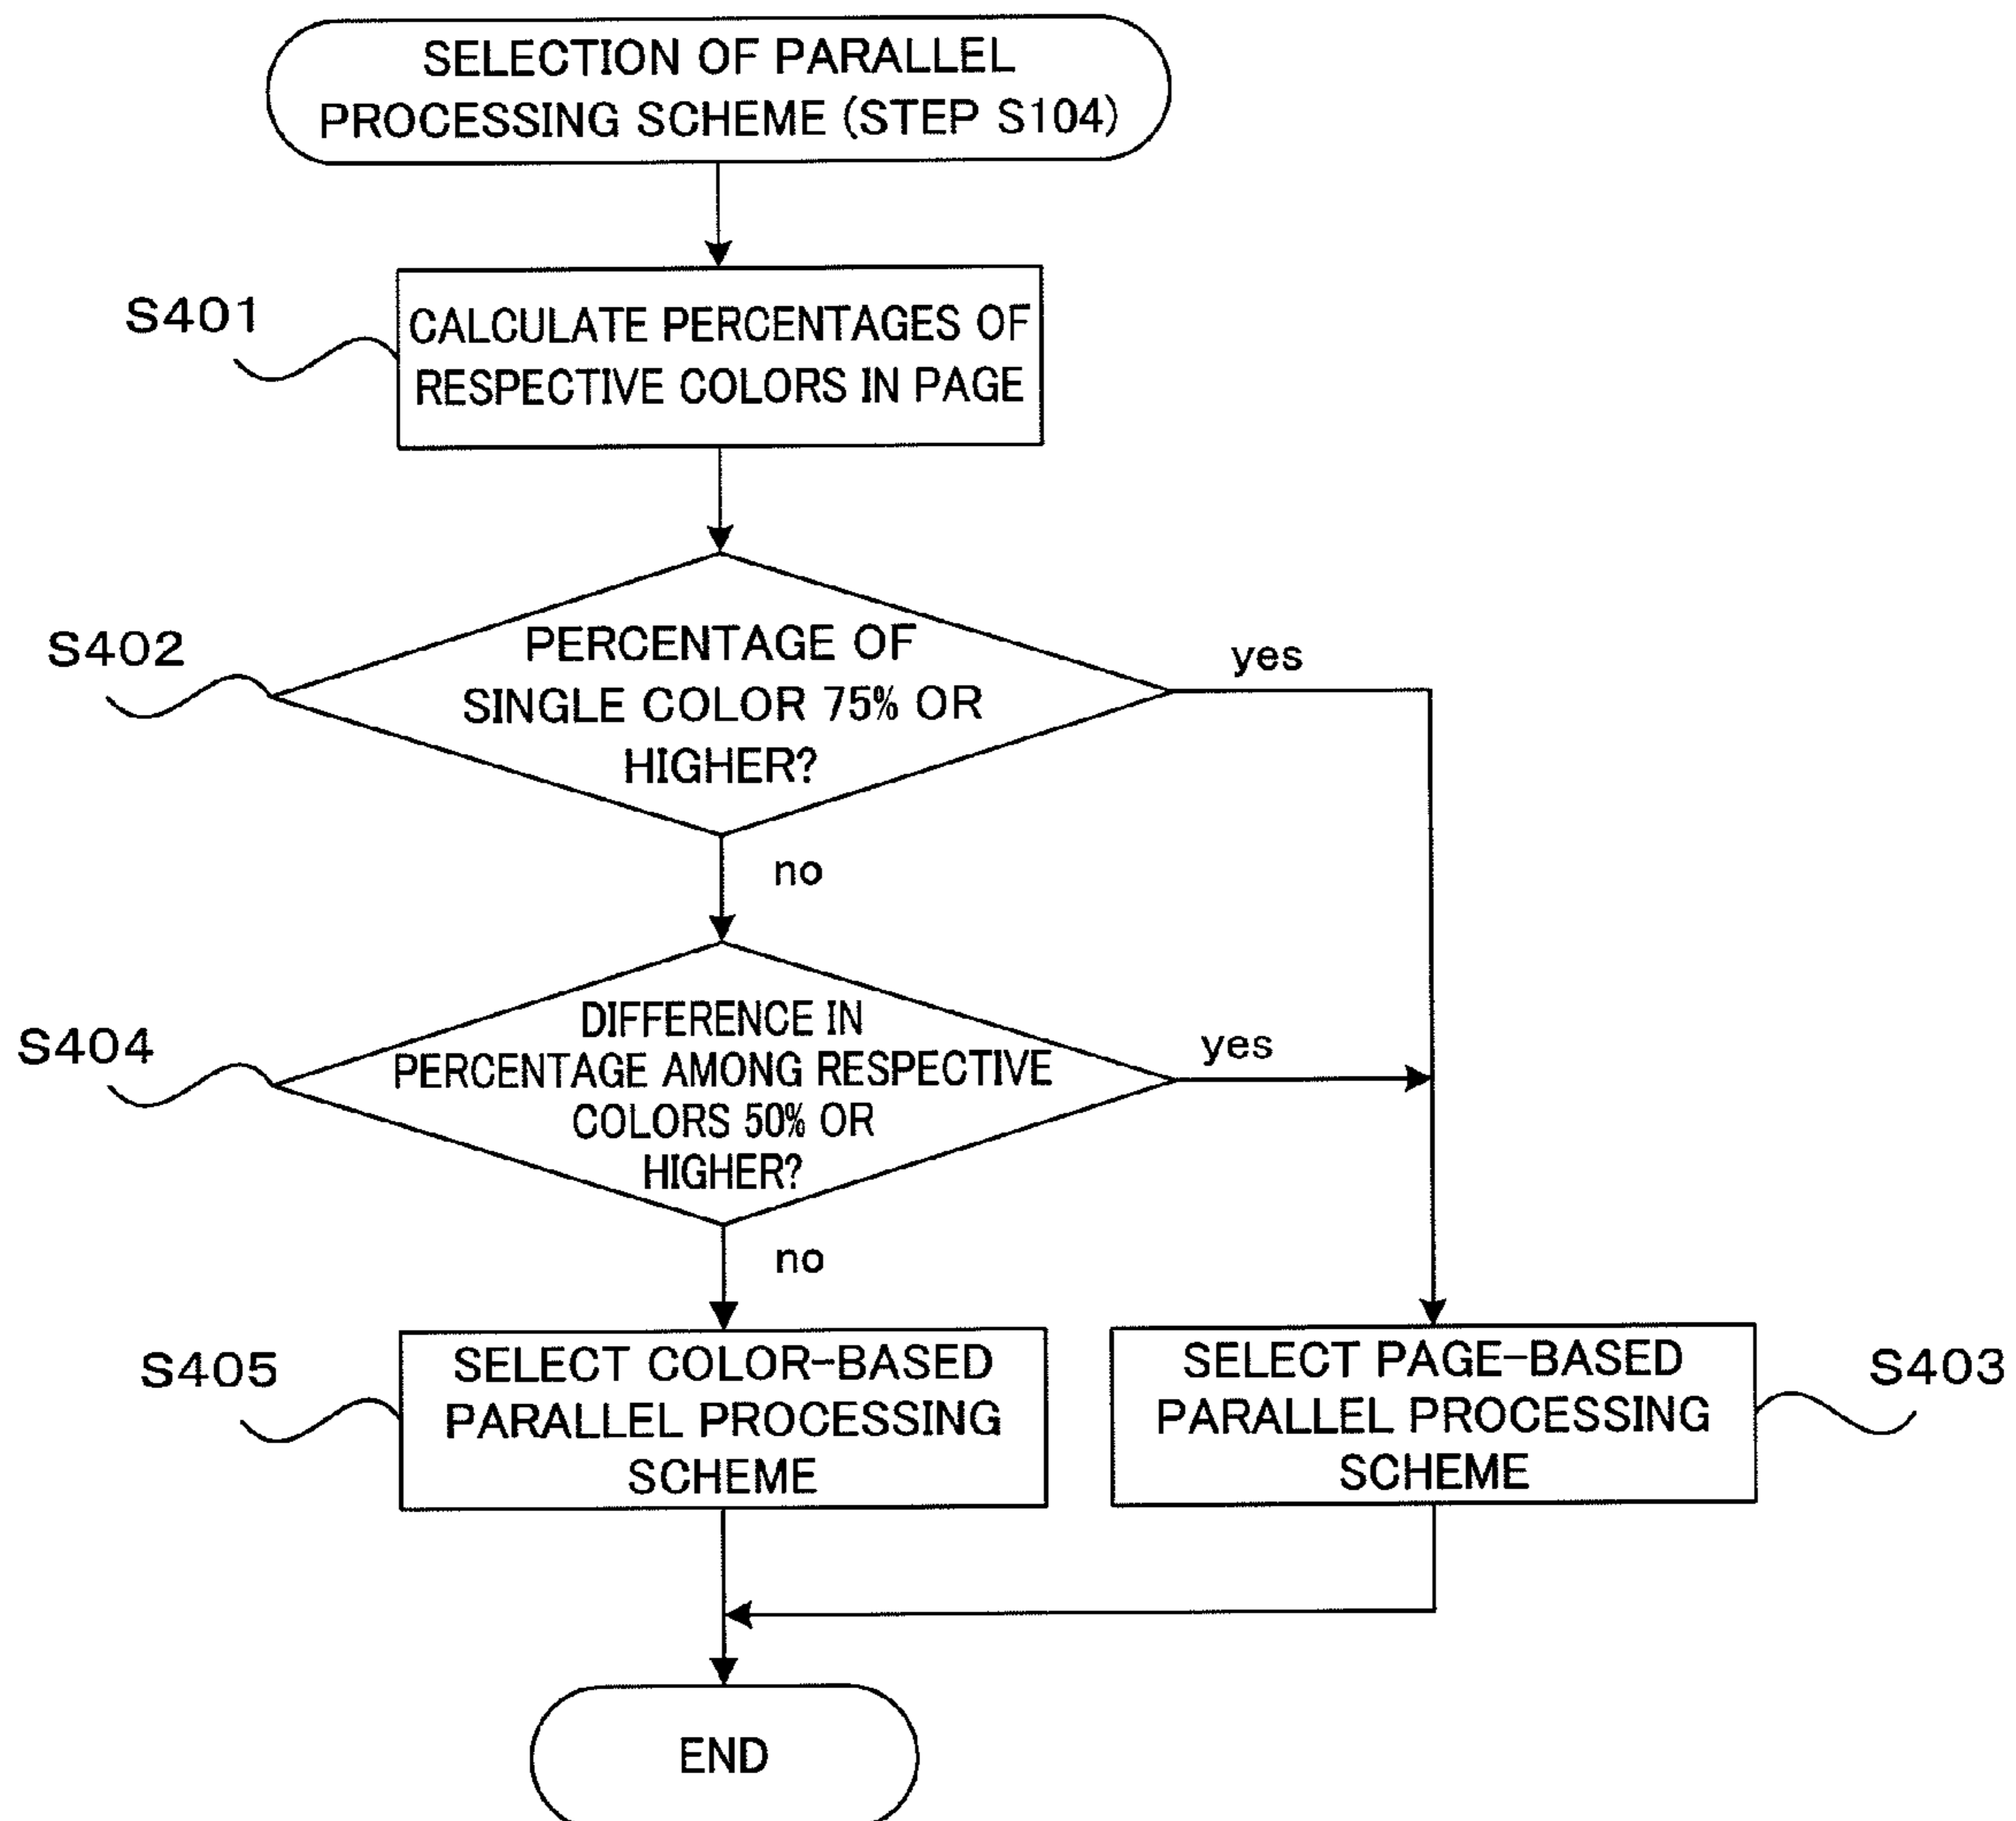 SELECTION OF PARALLEL
PROCESSING SCHEME (STEP S104)
S401
CALCULATE PERCENTAGES OF
RESPECTIVE COLORS IN PAGE
S402
PERCENTAGE OF
SINGLE COLOR 75% OR
HIGHER?
yes
no
S404
DIFFERENCE IN
PERCENTAGE AMONG RESPECTIVE
COLORS 50% OR
HIGHER?
yes
no
S405
SELECT COLOR-BASED
PARALLEL PROCESSING
SCHEME
SELECT PAGE-BASED
PARALLEL PROCESSING
SCHEME
S403
END